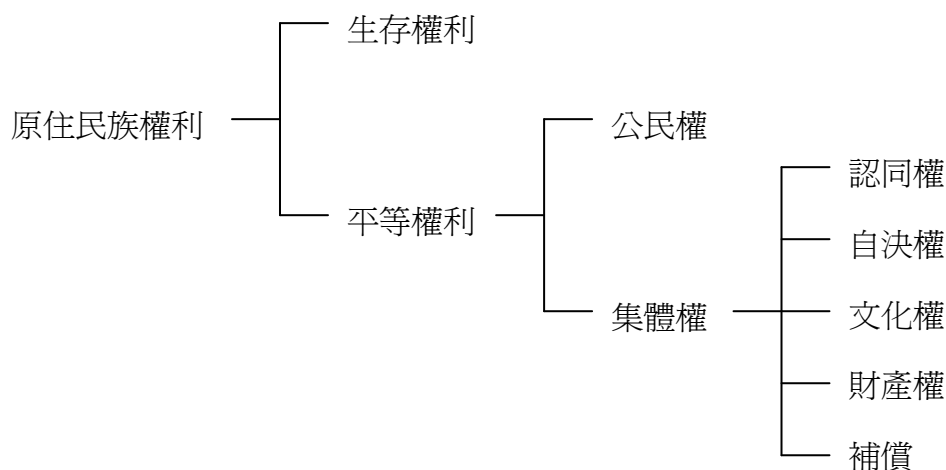 生存權利
原住民族權利
公民權
認同權
平等權利
自決權
集體權
文化權
財產權
補償